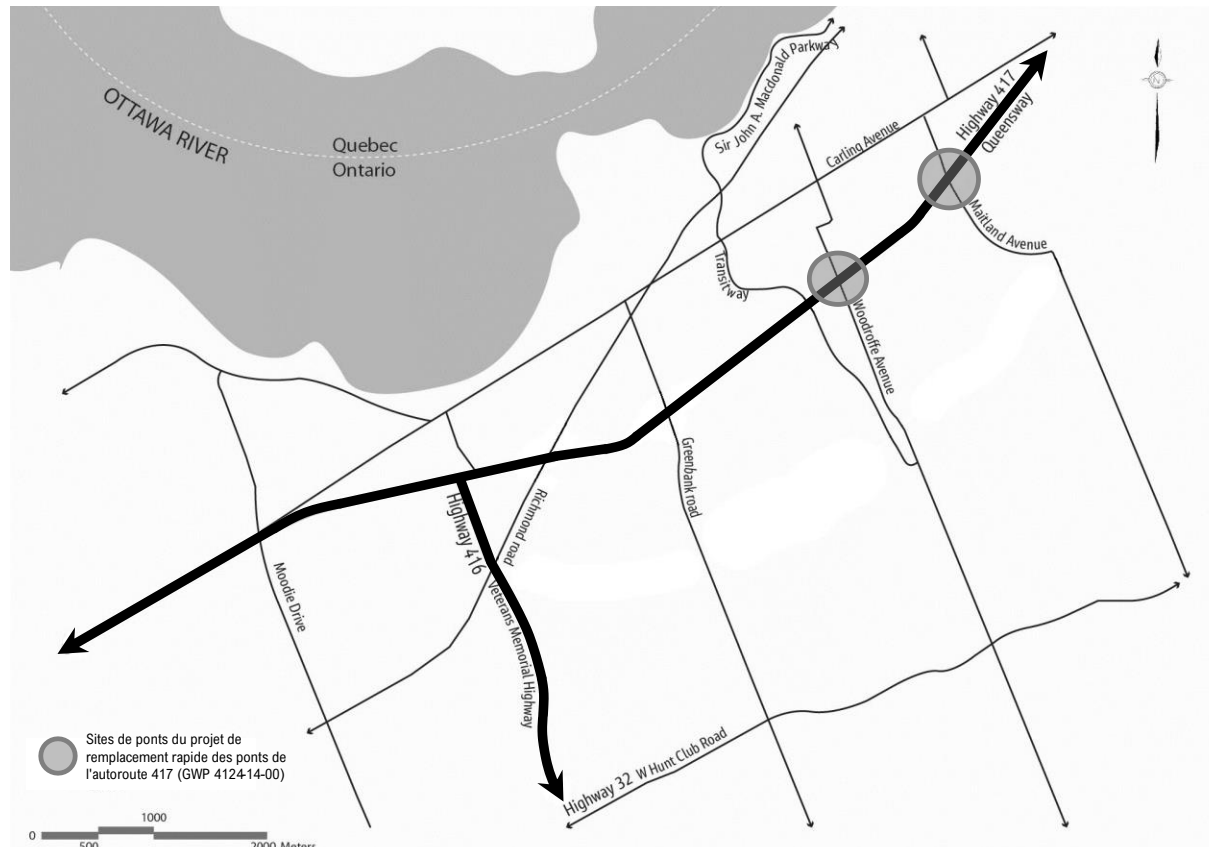 OTTAWA RIVER
Quebec
Ontario
Sir John A. Macdonald Parkway
Carling Avenue
Highway 417
Queensway
N
Maitland Avenue
Transitway
Woodroffe Avenue
Greenbank road
Richmond road
Highway 416
Veterans Memorial Highway
Moodie Drive
Highway 32 W Hunt Club Road
Sites de ponts du projet de
remplacement rapide des ponts de
l'autoroute 417 (GWP 4124-14-00)
1000
0
500
2000 Meters